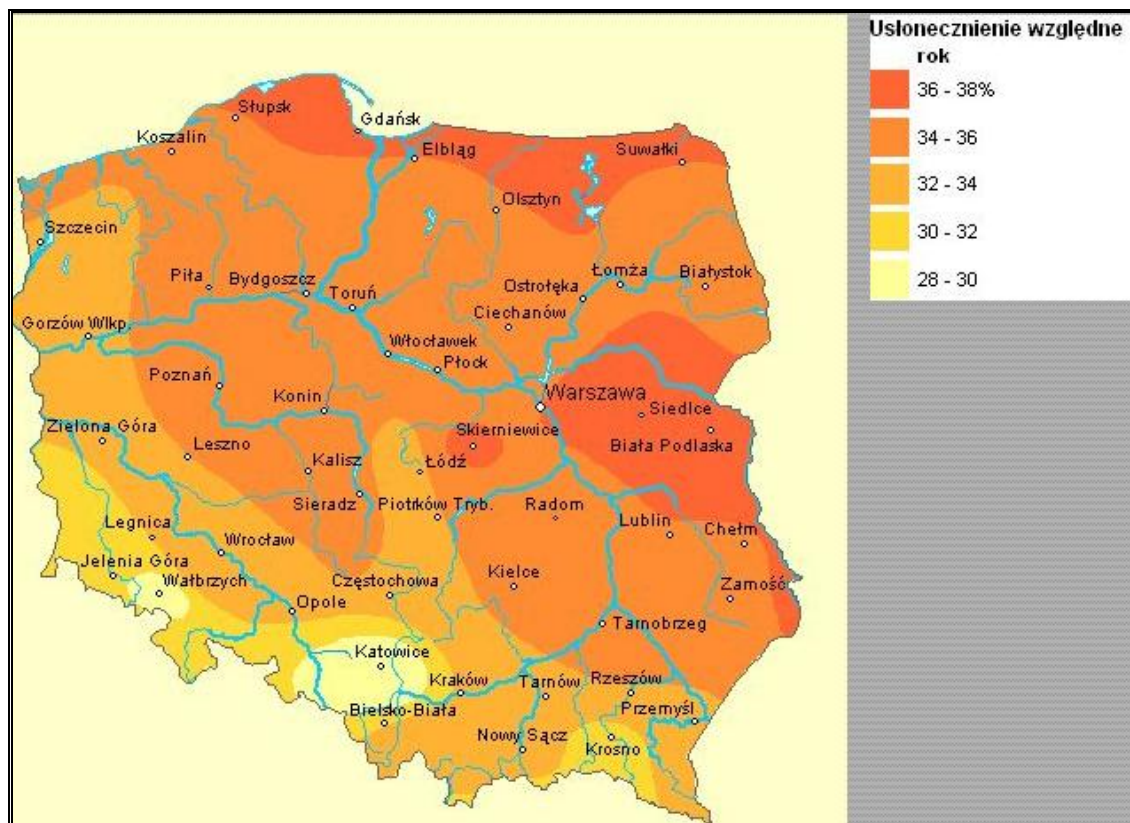 Usłonecznienie względne
rok
36 - 38%
34 - 36
32 - 34
30 - 32
28 - 30
Słupsk
Gdańsk
Koszalin
Elbląg
Suwałki
Olsztyn
Szczecin
Piła
Bydgoszcz
Toruń
Ostrołęka
Łomża
Białystok
Ciechanów
Gorzów Wlkp.
Włocławek
Płock
Poznań
Konin
Warszawa
Siedlce
Zielona Góra
Leszno
Kalisz
Skierniewice
Biała Podlaska
Łódź
Sieradz
Piotrków Tryb.
Radom
Lublin
Chełm
Legnica
Wrocław
Jelenia Góra
Wałbrzych
Opole
Częstochowa
Kielce
Zamość
Tarnobrzeg
Katowice
Kraków
Tarnów
Rzeszów
Przemyśl
Bielsko-Biała
Nowy Sącz
Krosno